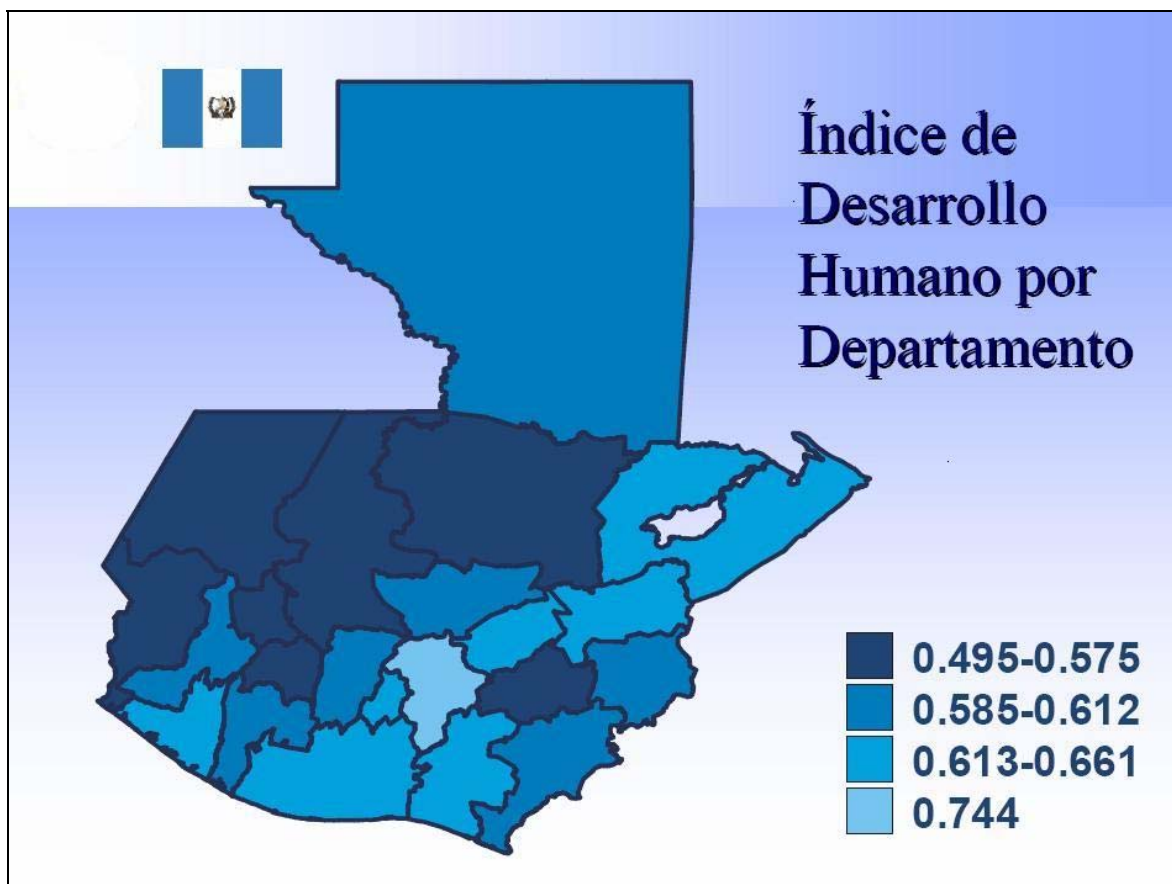 Índice de
Desarrollo
Humano por
Departamento
0.495-0.575
0.585-0.612
0.613-0.661
0.744